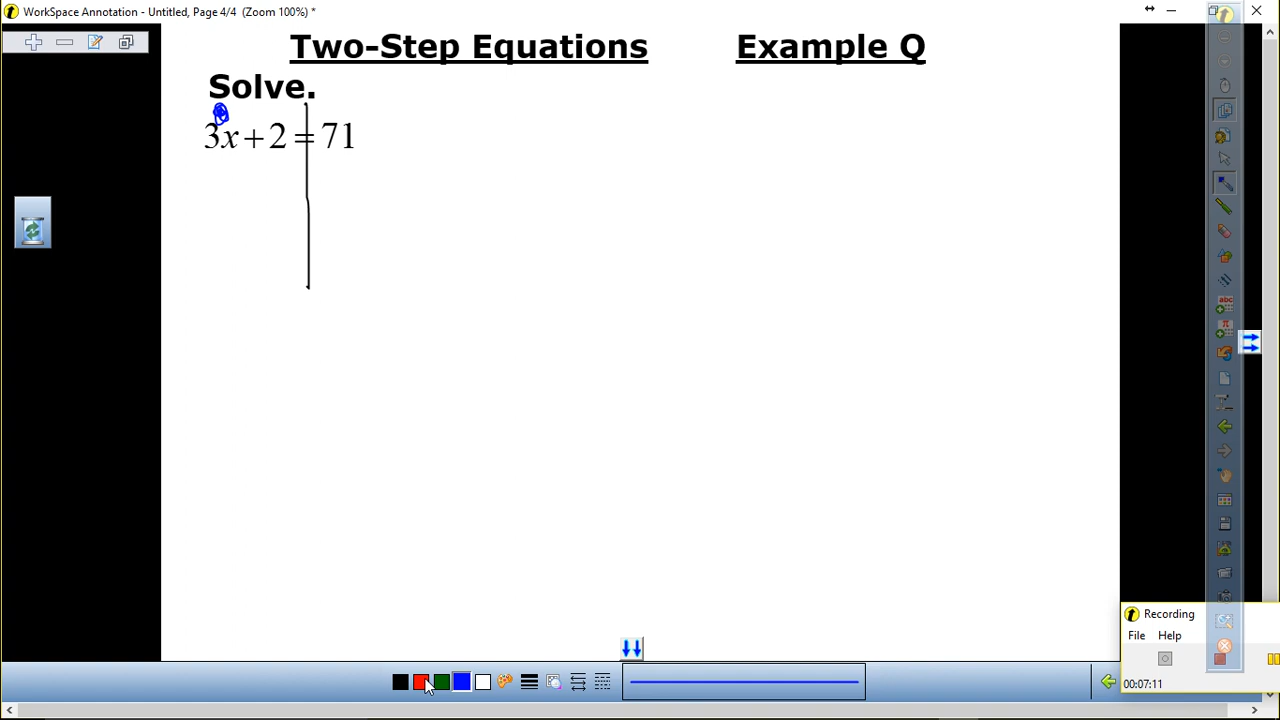 WorkSpace Annotation - Untitled, Page 4/4 (Zoom 100%) *
Two-Step Equations Example Q
Solve.
3x + 2 = 71
abc
π
Recording
File Help
00:07:11